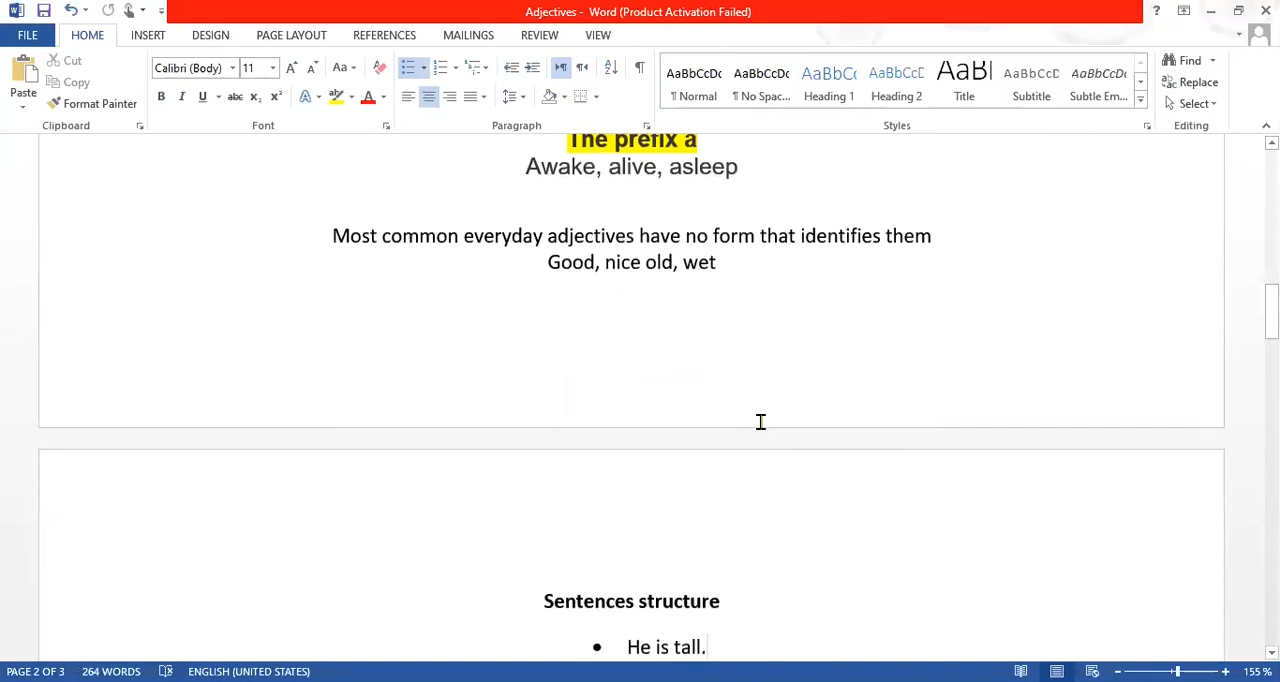 Adjectives - Word (Product Activation Failed)
FILE HOME INSERT DESIGN PAGE LAYOUT REFERENCES MAILINGS REVIEW VIEW
Cut
Copy
Format Painter
Paste
Clipboard
Calibri (Body) 11
Font
Paragraph
AaBbCcDc AaBbCcDc AaBbCc AaBbCcC AaBl AaBbCcD AaBbCcDc
¶ Normal ¶ No Spac... Heading 1 Heading 2 Title Subtitle Subtle Em...
Styles
Find
Replace
Select
Editing
The prefix a
Awake, alive, asleep
Most common everyday adjectives have no form that identifies them
Good, nice old, wet
Sentences structure
• He is tall.
PAGE 2 OF 3 264 WORDS ENGLISH (UNITED STATES) 155 %